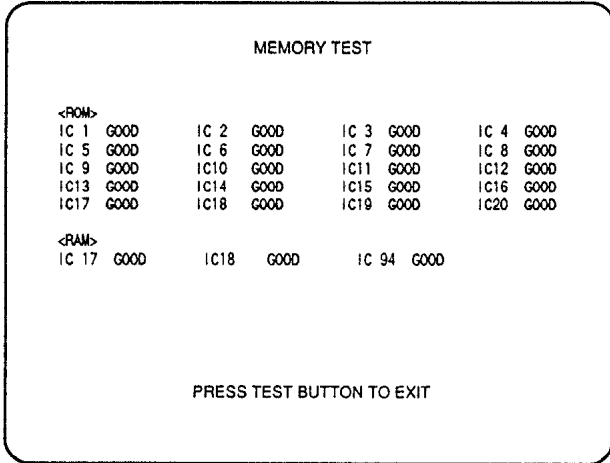 MEMORY TEST
<ROM>
IC 1 GOOD IC 2 GOOD IC 3 GOOD IC 4 GOOD
IC 5 GOOD IC 6 GOOD IC 7 GOOD IC 8 GOOD
IC 9 GOOD IC10 GOOD IC11 GOOD IC12 GOOD
IC13 GOOD IC14 GOOD IC15 GOOD IC16 GOOD
IC17 GOOD IC18 GOOD IC19 GOOD IC20 GOOD
<RAM>
IC 17 GOOD IC18 GOOD IC 94 GOOD
PRESS TEST BUTTON TO EXIT